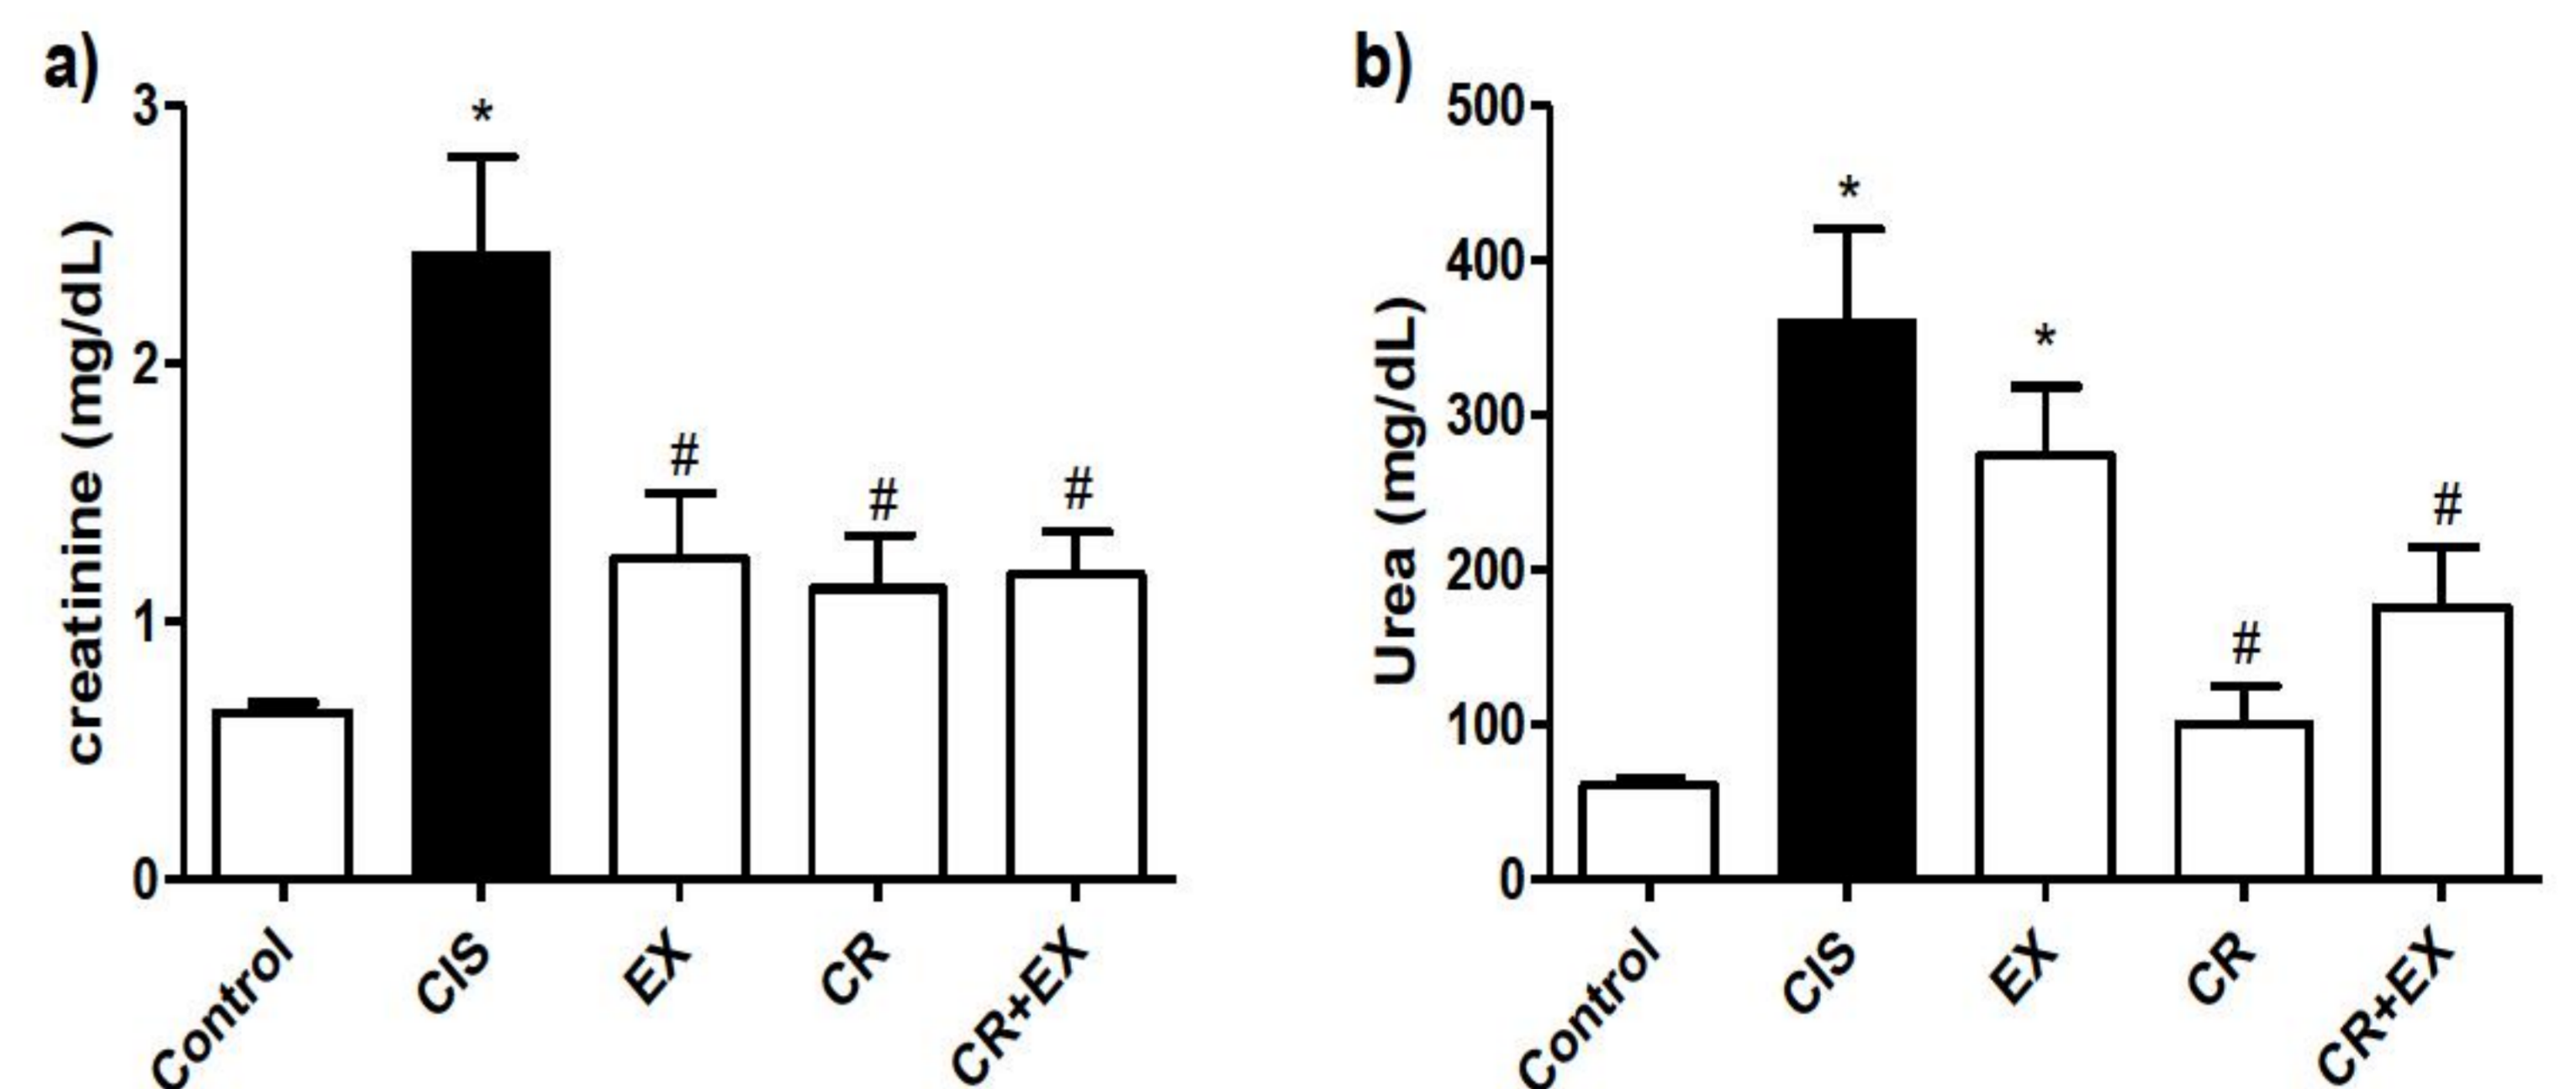 a)
creatinine (mg/dL)
3
2
1
0
*
#
#
#
Control
CIS
EX
CR
CR+EX
b)
Urea (mg/dL)
500
400
300
200
100
0
*
*
#
#
Control
CIS
EX
CR
CR+EX